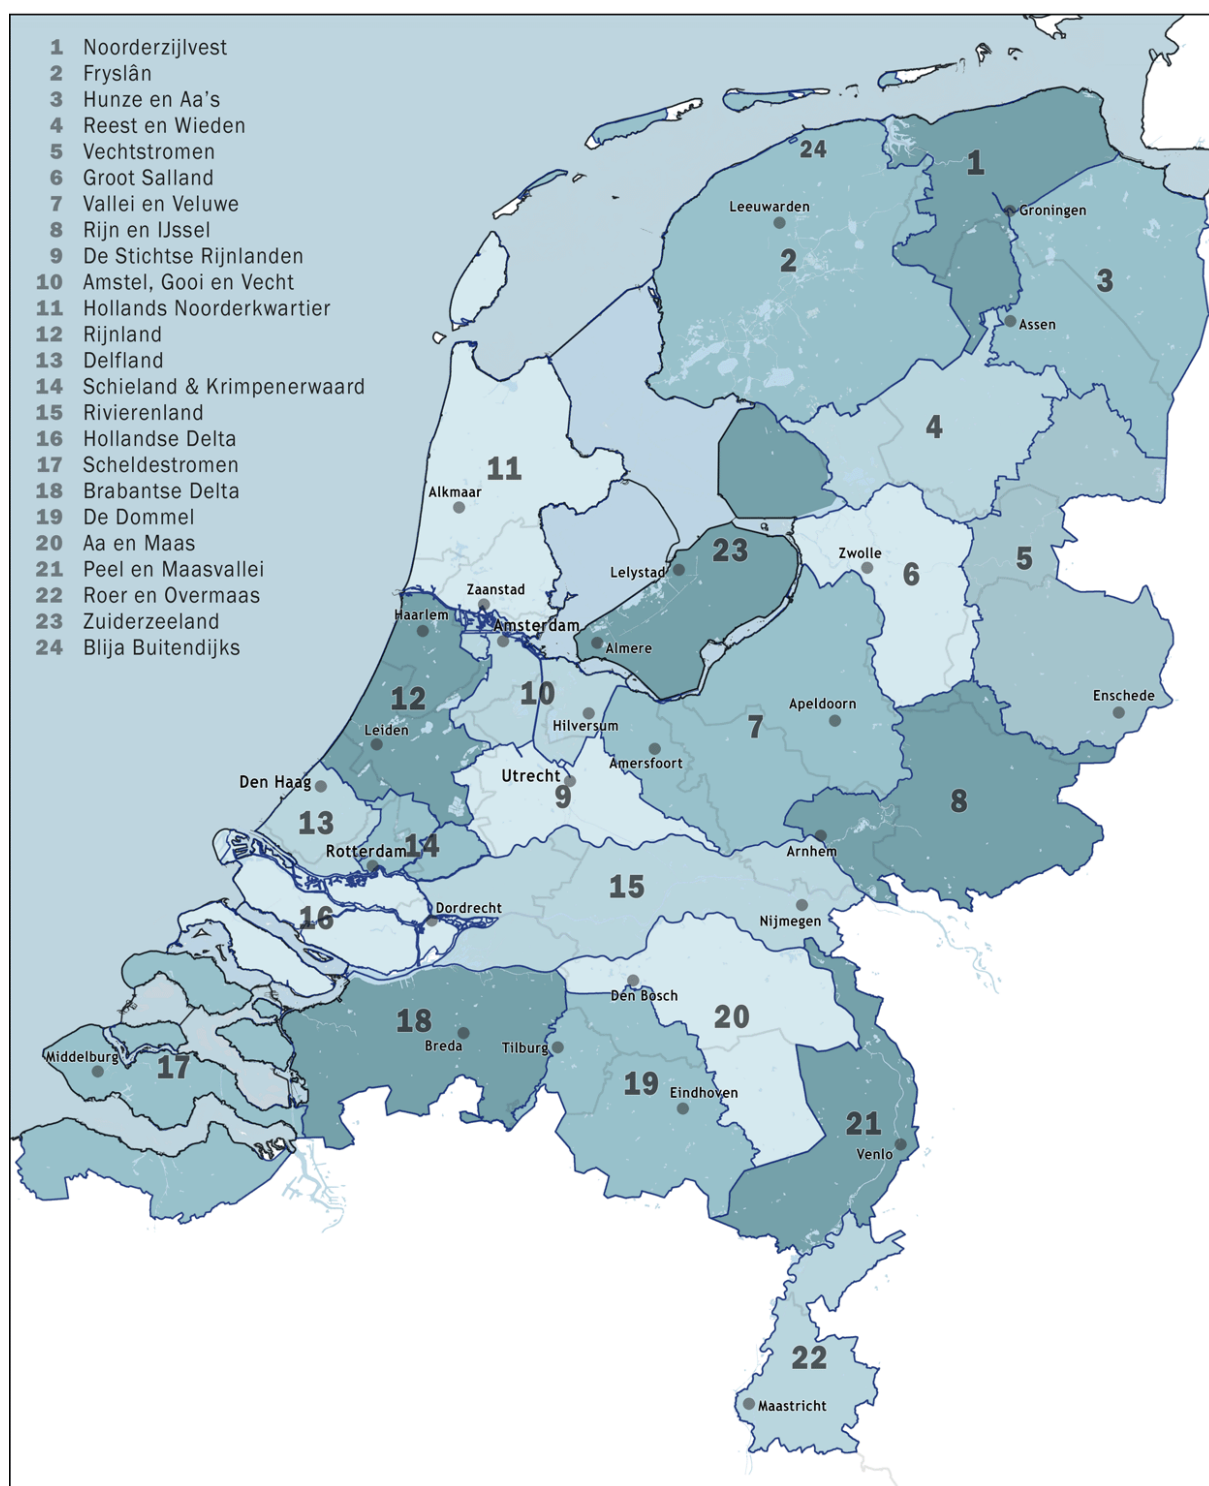 1 Noorderzijlvest
2 Fryslân
3 Hunze en Aa's
4 Reest en Wieden
5 Vechtstromen
6 Groot Salland
7 Vallei en Veluwe
8 Rijn en IJssel
9 De Stichtse Rijnlanden
10 Amstel, Gooi en Vecht
11 Hollands Noorderkwartier
12 Rijnland
13 Delfland
14 Schieland & Krimpenerwaard
15 Rivierenland
16 Hollandse Delta
17 Scheldestromen
18 Brabantse Delta
19 De Dommel
20 Aa en Maas
21 Peel en Maasvallei
22 Roer en Overmaas
23 Zuiderzeeland
24 Blija Buitendijks
24
1
Leeuwarden
Groningen
2
3
Assen
4
11
Alkmaar
23
Zwolle
5
Lelystad
6
Zaanstad
Haarlem
Amsterdam
Almere
12
10
Enschede
Hilversum
7
Apeldoorn
Leiden
Amersfoort
Den Haag
Utrecht
9
8
13
14
Rotterdam
Arnhem
15
16
Dordrecht
Nijmegen
Den Bosch
18
20
Breda
Tilburg
Middelburg
17
19
Eindhoven
21
Venlo
22
Maastricht